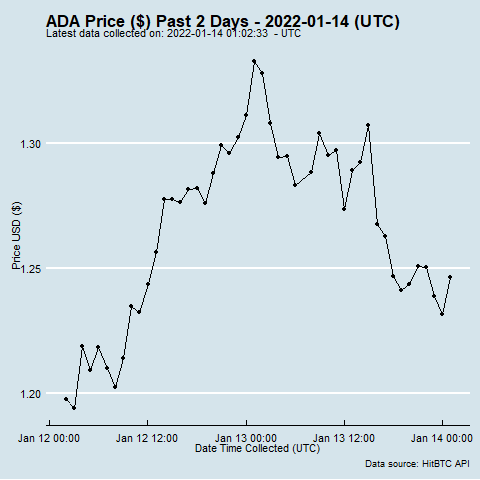 ADA Price ($) Past 2 Days - 2022-01-14 (UTC)
Latest data collected on: 2022-01-14 01:02:33 - UTC
1.30
1.25
1.20
Price USD ($)
Jan 12 00:00 Jan 12 12:00 Jan 13 00:00 Jan 13 12:00 Jan 14 00:00
Date Time Collected (UTC)
Data source: HitBTC API